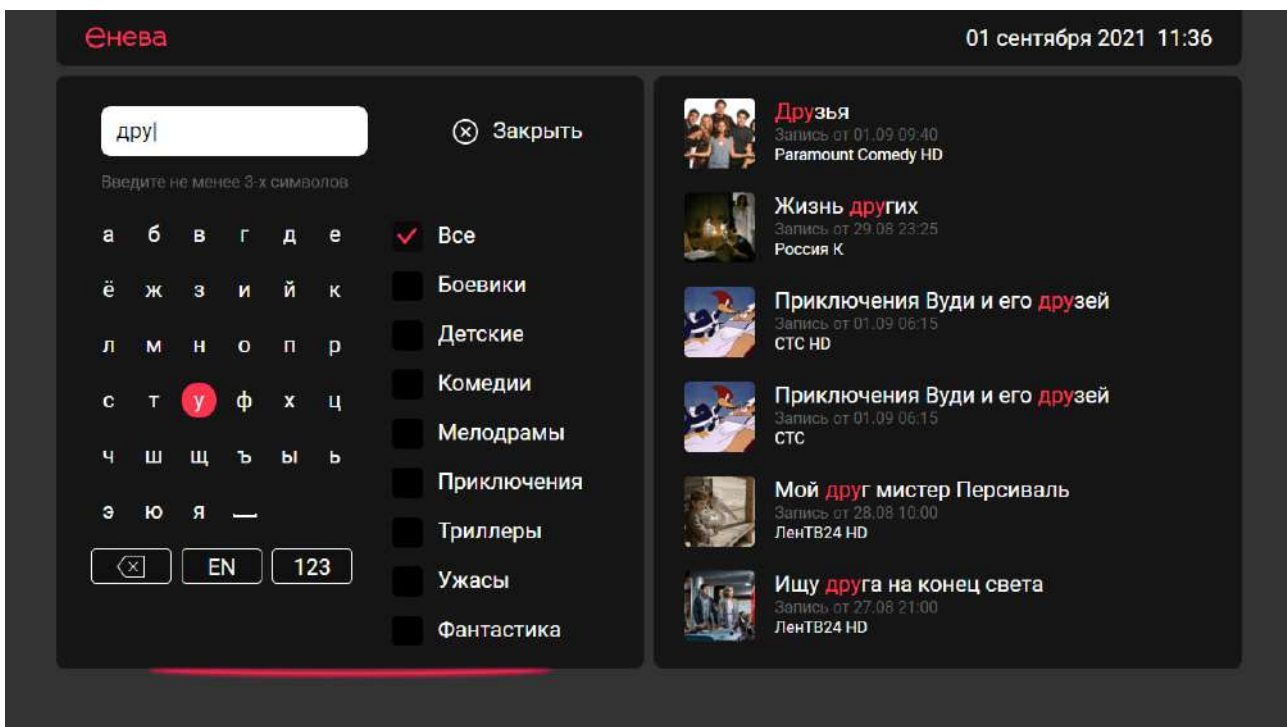 енева
01 сентября 2021 11:36
дру
Закрыть
Введите не менее 3-х символов
а б в г д е
ё ж з и й к
л м н о п р
с т у ф х ц
ч ш щ ъ ы ь
э ю я
EN 123
Все
Боевики
Детские
Комедии
Мелодрамы
Приключения
Триллеры
Ужасы
Фантастика
Друзья
Запись от 01.09 09:40
Paramount Comedy HD
Жизнь других
Запись от 29.08 23:25
Россия К
Приключения Вуди и его друзей
Запись от 01.09 06:15
СТС HD
Приключения Вуди и его друзей
Запись от 01.09 06:15
СТС
Мой друг мистер Персиваль
Запись от 28.08 10:00
ЛенТВ24 HD
Ищу друга на конец света
Запись от 27.08 21:00
ЛенТВ24 HD